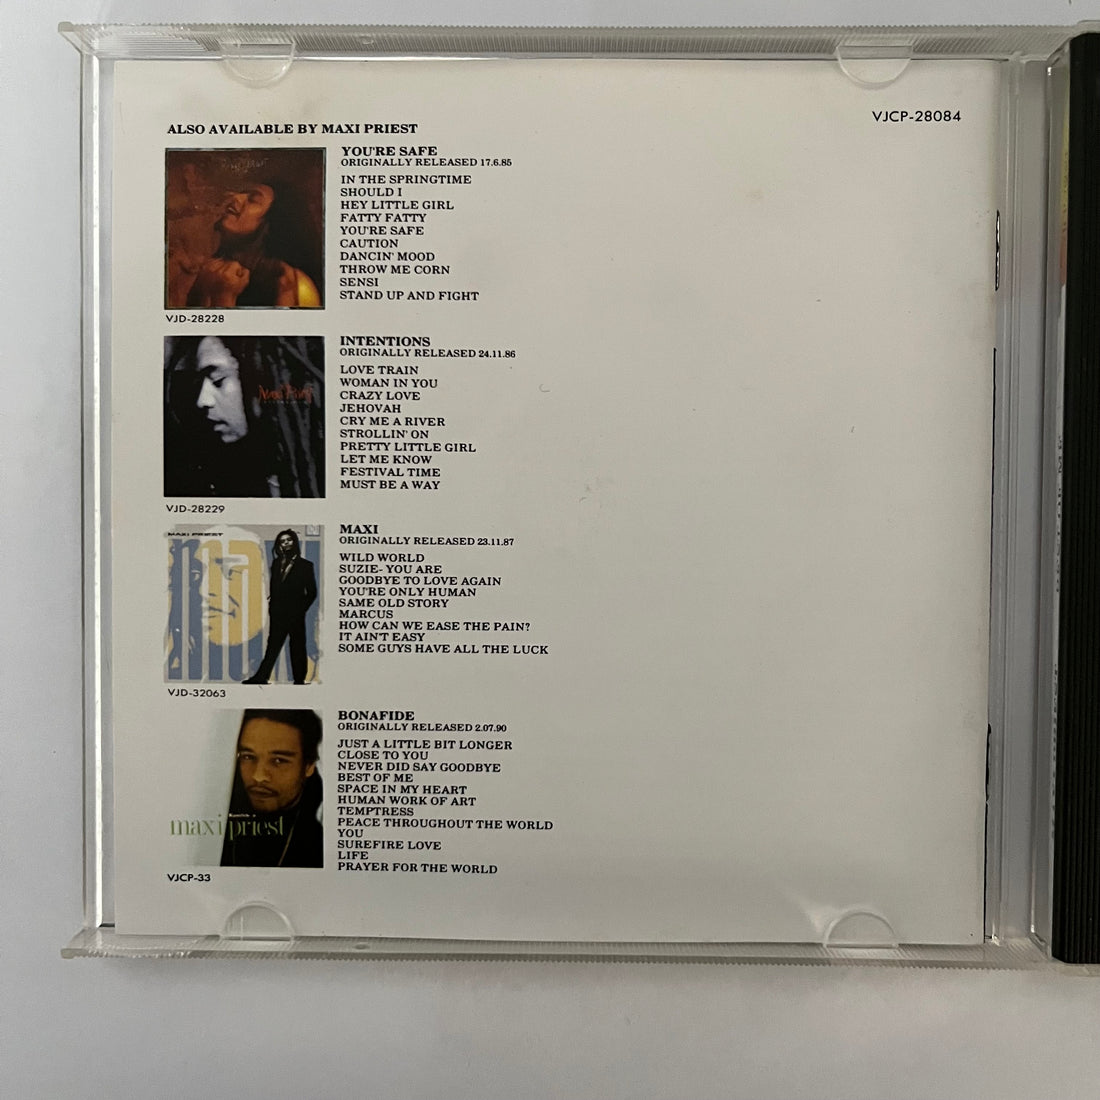 VJCP-28084
ALSO AVAILABLE BY MAXI PRIEST
YOU'RE SAFE
ORIGINALLY RELEASED 17.6.85
IN THE SPRINGTIME
SHOULD I
HEY LITTLE GIRL
FATTY FATTY
YOU'RE SAFE
CAUTION
DANCIN' MOOD
THROW ME CORN
SENSI
STAND UP AND FIGHT
VJD-28228
INTENTIONS
ORIGINALLY RELEASED 24.11.86
LOVE TRAIN
WOMAN IN YOU
CRAZY LOVE
JEHOVAH
CRY ME A RIVER
STROLLIN' ON
PRETTY LITTLE GIRL
LET ME KNOW
FESTIVAL TIME
MUST BE A WAY
Maxi Priest
VJD-28229
MAXI
ORIGINALLY RELEASED 23.11.87
WILD WORLD
SUZIE- YOU ARE
GOODBYE TO LOVE AGAIN
YOU'RE ONLY HUMAN
SAME OLD STORY
MARCUS
HOW CAN WE EASE THE PAIN?
IT AIN'T EASY
SOME GUYS HAVE ALL THE LUCK
MAXI PRIEST
maxi
VJD-32063
BONAFIDE
ORIGINALLY RELEASED 2.07.90
JUST A LITTLE BIT LONGER
CLOSE TO YOU
NEVER DID SAY GOODBYE
BEST OF ME
SPACE IN MY HEART
HUMAN WORK OF ART
TEMPTRESS
PEACE THROUGHOUT THE WORLD
YOU
SUREFIRE LOVE
LIFE
PRAYER FOR THE WORLD
maxi priest
VJCP-33